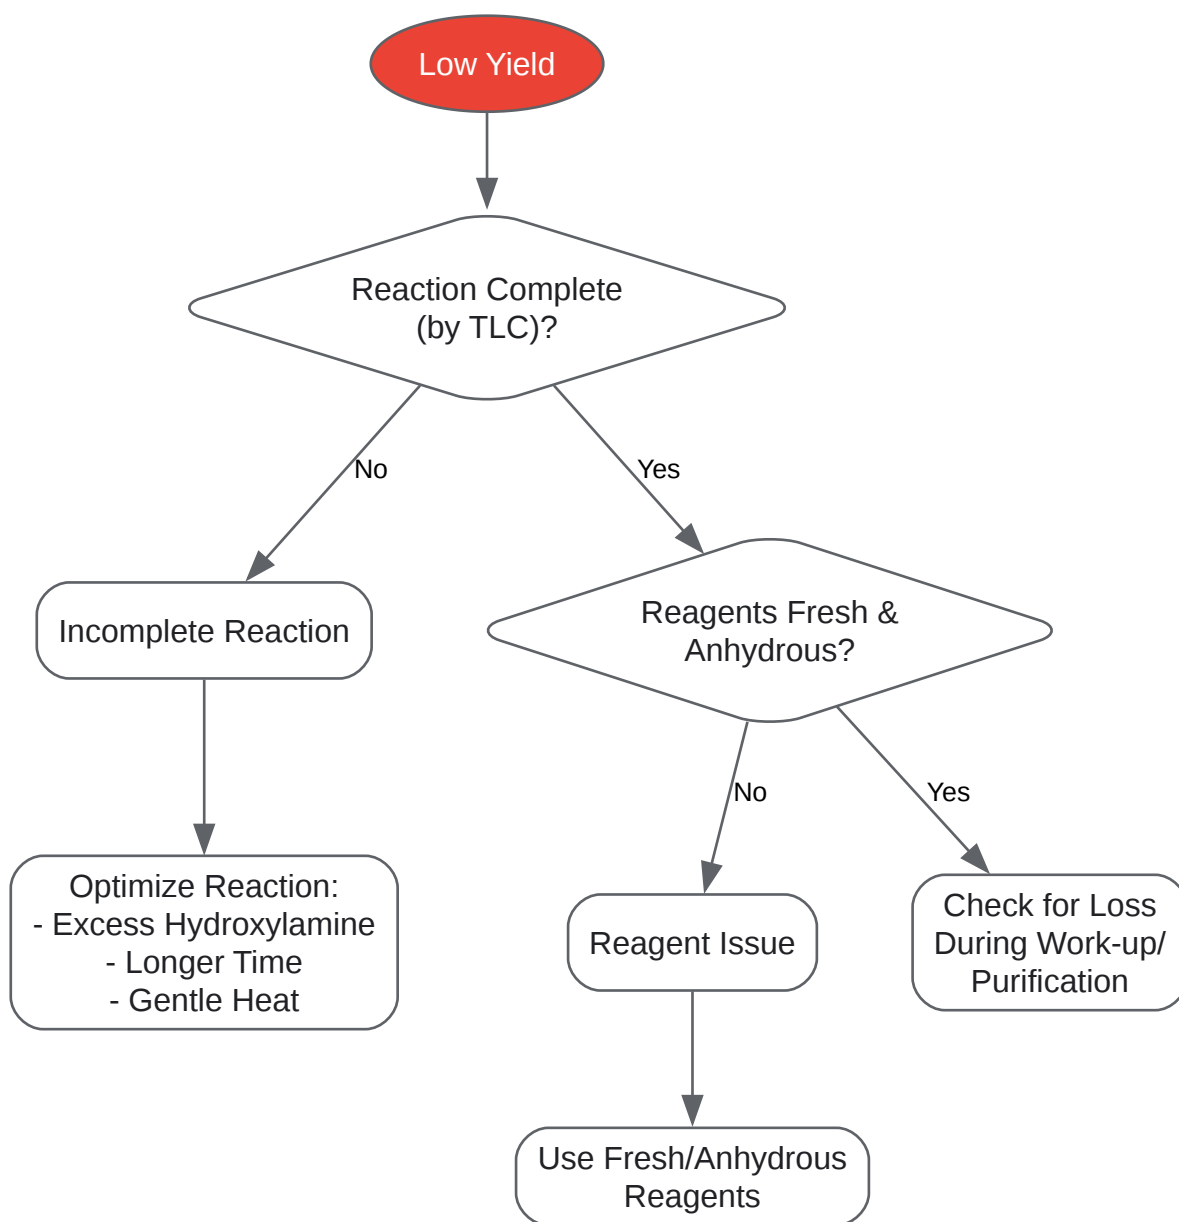 Low Yield
Reaction Complete
(by TLC)?
No
Yes
Incomplete Reaction
Reagents Fresh &
Anhydrous?
No
Yes
Optimize Reaction:
- Excess Hydroxylamine
- Longer Time
- Gentle Heat
Reagent Issue
Check for Loss
During Work-up/
Purification
Use Fresh/Anhydrous
Reagents